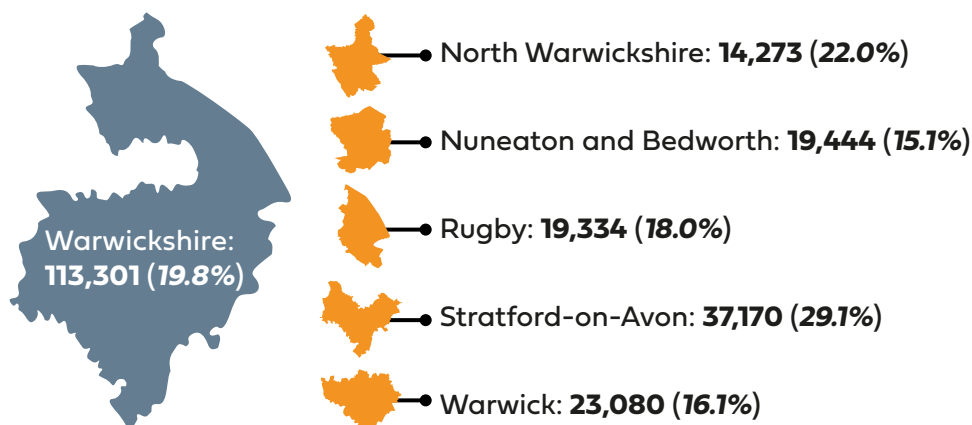 North Warwickshire: 14,273 (22.0%)
Nuneaton and Bedworth: 19,444 (15.1%)
Rugby: 19,334 (18.0%)
Warwickshire:
113,301 (19.8%)
Stratford-on-Avon: 37,170 (29.1%)
Warwick: 23,080 (16.1%)